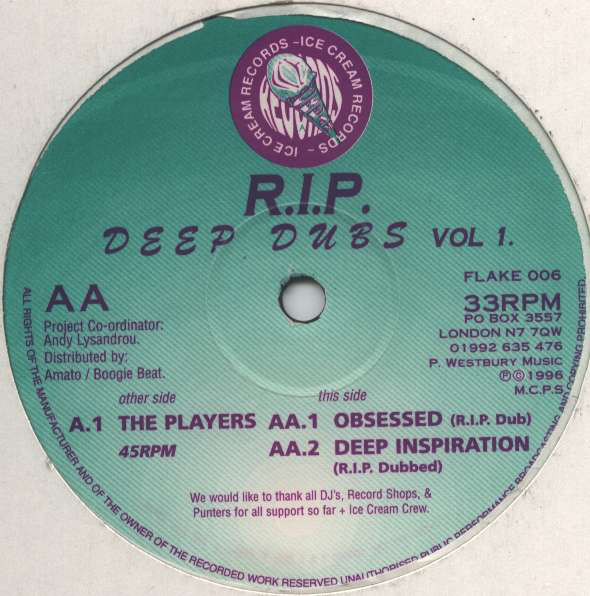 ICE CREAM RECORDS – ICE CREAM RECORDS –
RECORDS
R.I.P.
DEEP DUBS VOL 1.
FLAKE 006
AA
33RPM
Project Co-ordinator:
Andy Lysandrou.
Distributed by:
Amato / Boogie Beat.
PO BOX 3557
LONDON N7 7QW
01992 635 476
P. Westbury Music
℗ © 1996
M.C.P.S.
other side
this side
A.1 THE PLAYERS
45RPM
AA.1 OBSESSED (R.I.P. Dub)
AA.2 DEEP INSPIRATION
(R.I.P. Dubbed)
We would like to thank all DJ's, Record Shops, &
Punters for all support so far + Ice Cream Crew.
ALL RIGHTS OF THE MANUFACTURER AND OF THE OWNER OF THE RECORDED WORK RESERVED UNAUTHORISED PUBLIC PERFORMANCE BROADCASTING AND COPYING PROHIBITED.